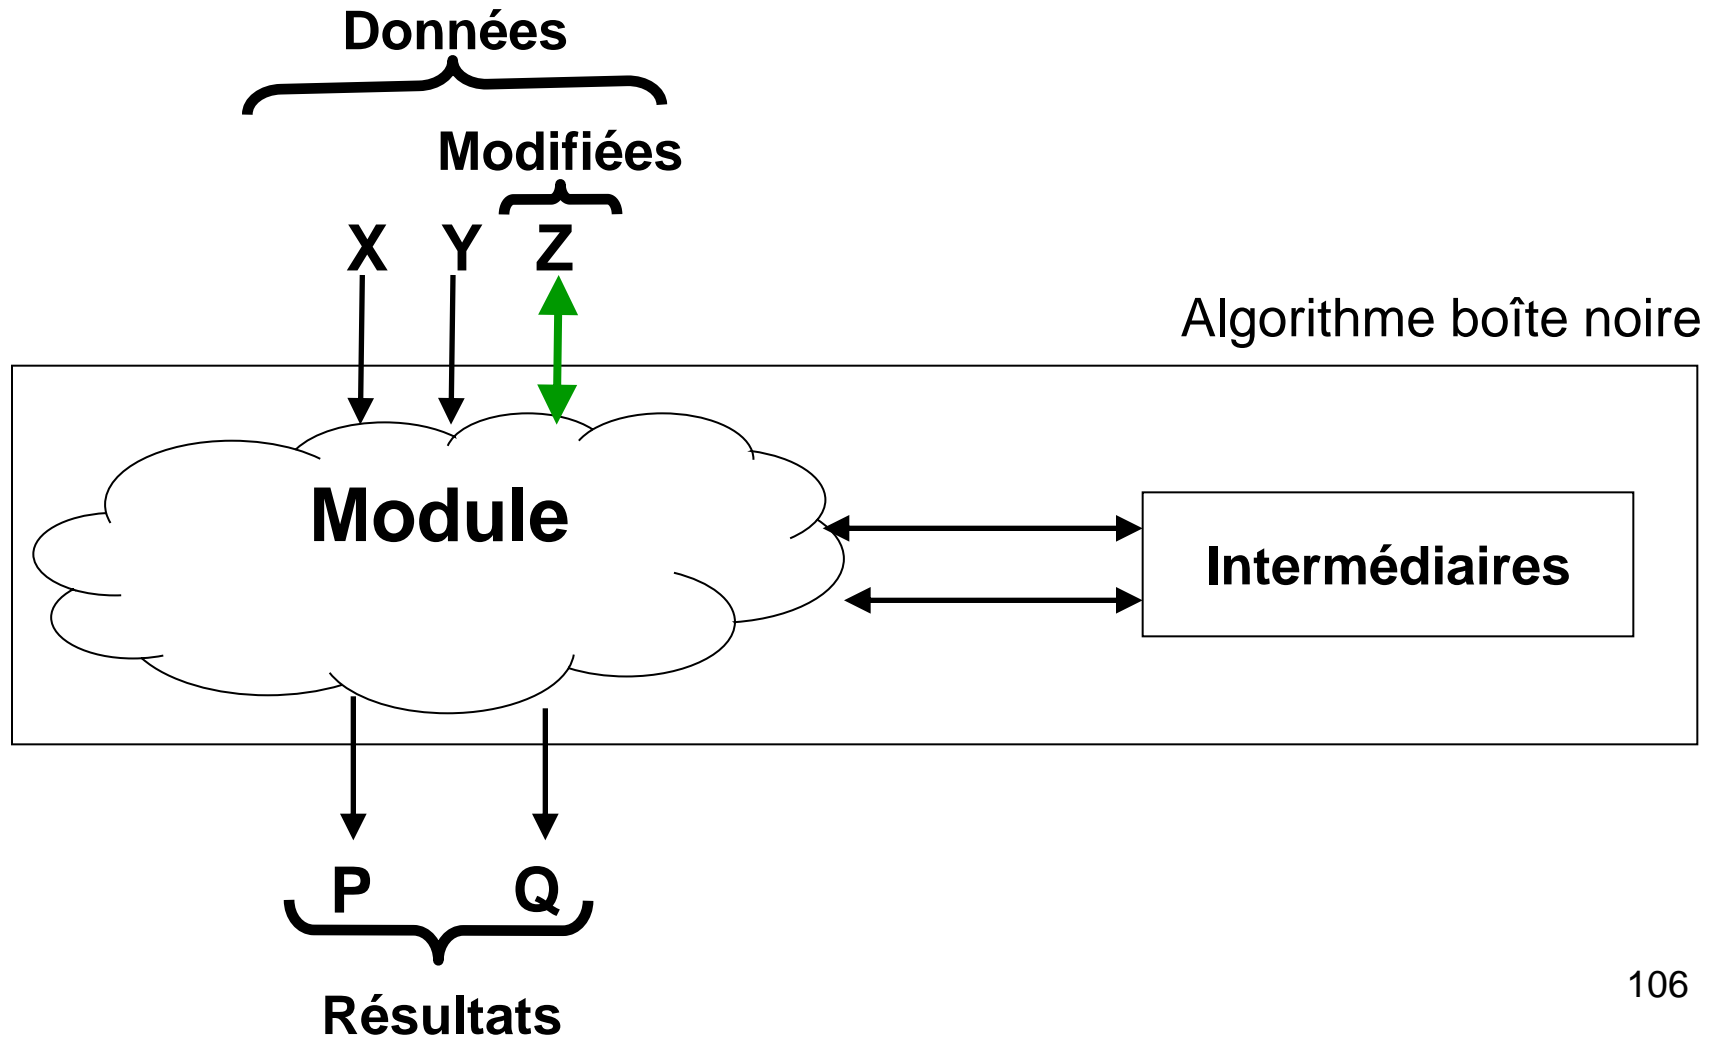 Données
Modifiées
X Y Z
Algorithme boîte noire
Module
Intermédiaires
P Q
Résultats
106